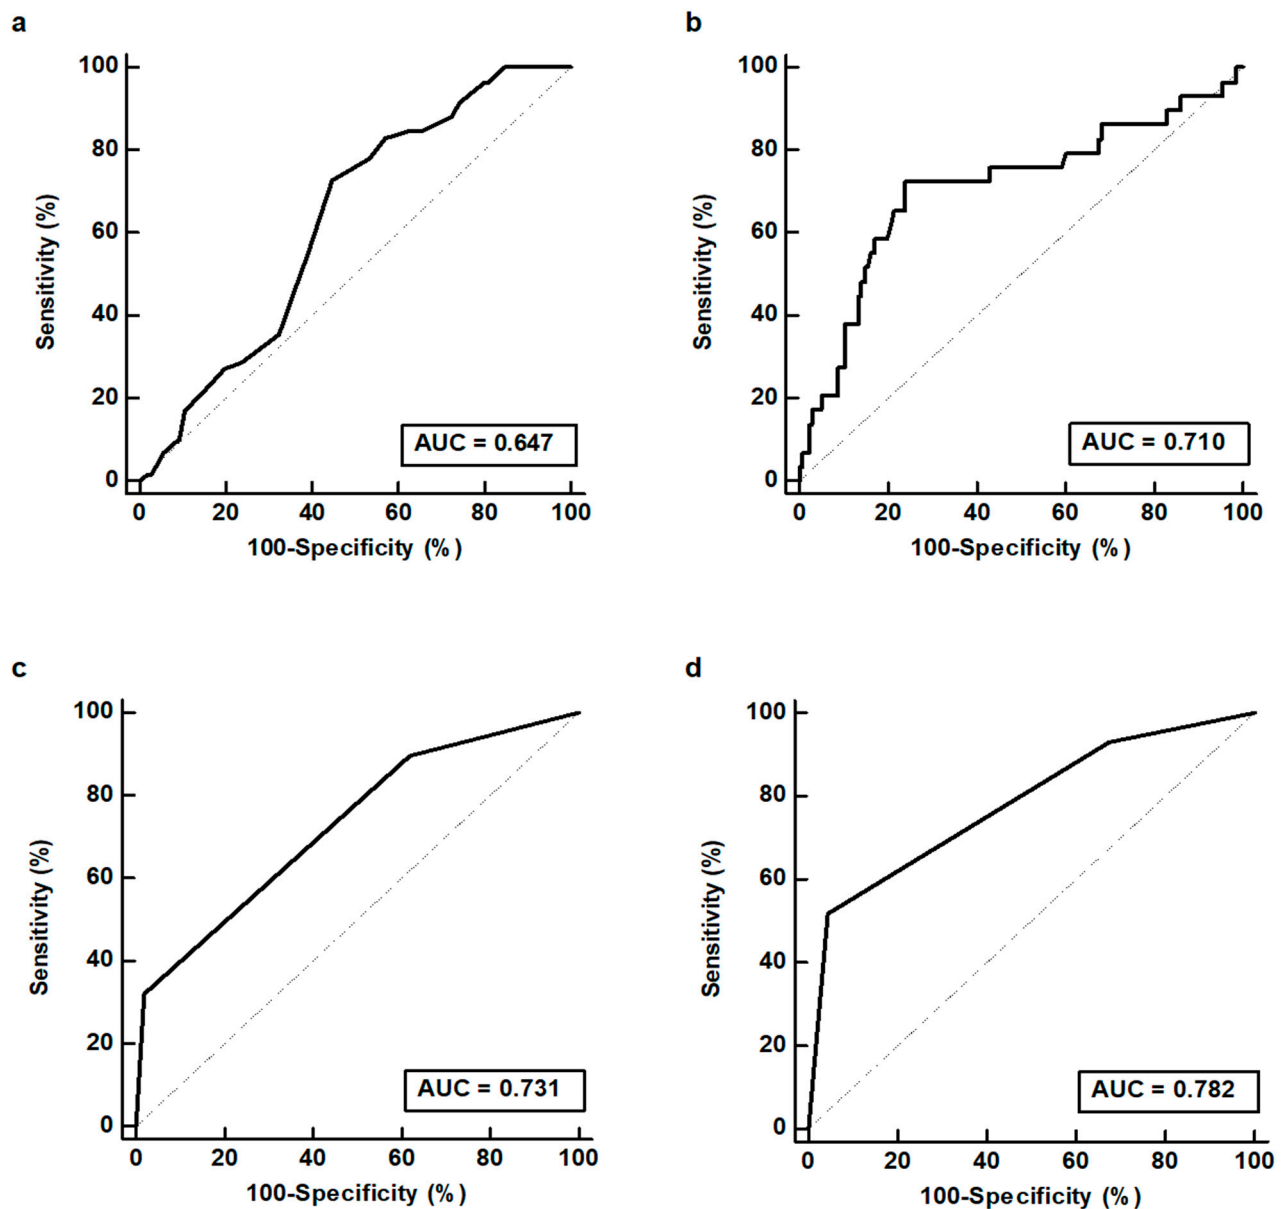 a
100
80
60
40
20
0
Sensitivity (%)
AUC = 0.647
0 20 40 60 80 100
100-Specificity (%)
b
100
80
60
40
20
0
Sensitivity (%)
AUC = 0.710
0 20 40 60 80 100
100-Specificity (%)
c
100
80
60
40
20
0
Sensitivity (%)
AUC = 0.731
0 20 40 60 80 100
100-Specificity (%)
d
100
80
60
40
20
0
Sensitivity (%)
AUC = 0.782
0 20 40 60 80 100
100-Specificity (%)